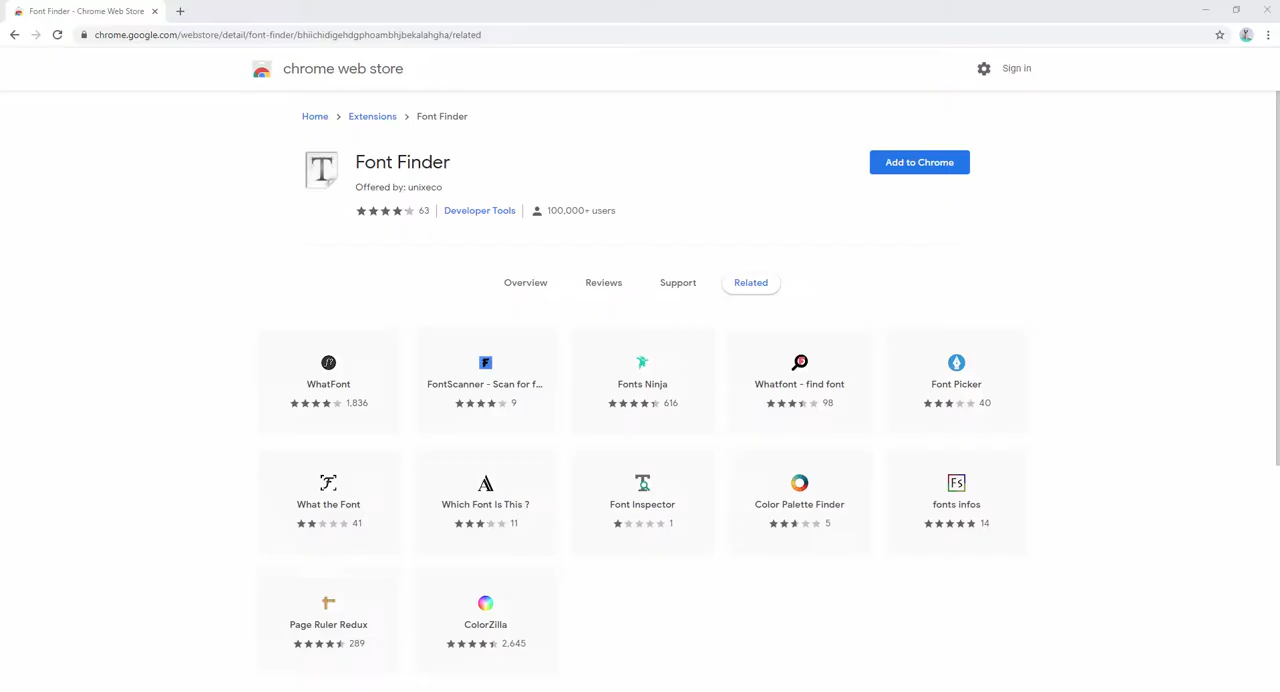 Font Finder - Chrome Web Store
chrome.google.com/webstore/detail/font-finder/bhiichidigehdgphoambhjbekalahgha/related
chrome web store
Sign in
Home > Extensions > Font Finder
T
Font Finder
Add to Chrome
Offered by: unixeco
63 | Developer Tools | 100,000+ users
Overview Reviews Support Related
f?
WhatFont
1,836
F
FontScanner - Scan for f...
9
Fonts Ninja
616
Whatfont - find font
98
Font Picker
40
What the Font
41
Which Font Is This ?
11
Font Inspector
1
Color Palette Finder
5
Fs
fonts infos
14
Page Ruler Redux
289
ColorZilla
2,645